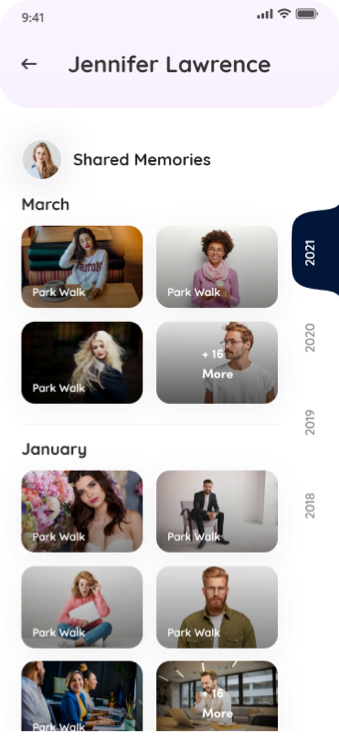 9:41
Jennifer Lawrence
Shared Memories
March
Park Walk
Park Walk
Park Walk
+ 16
More
January
Park Walk
Park Walk
Park Walk
Park Walk
Park Walk
+ 16
More
2021
2020
2019
2018